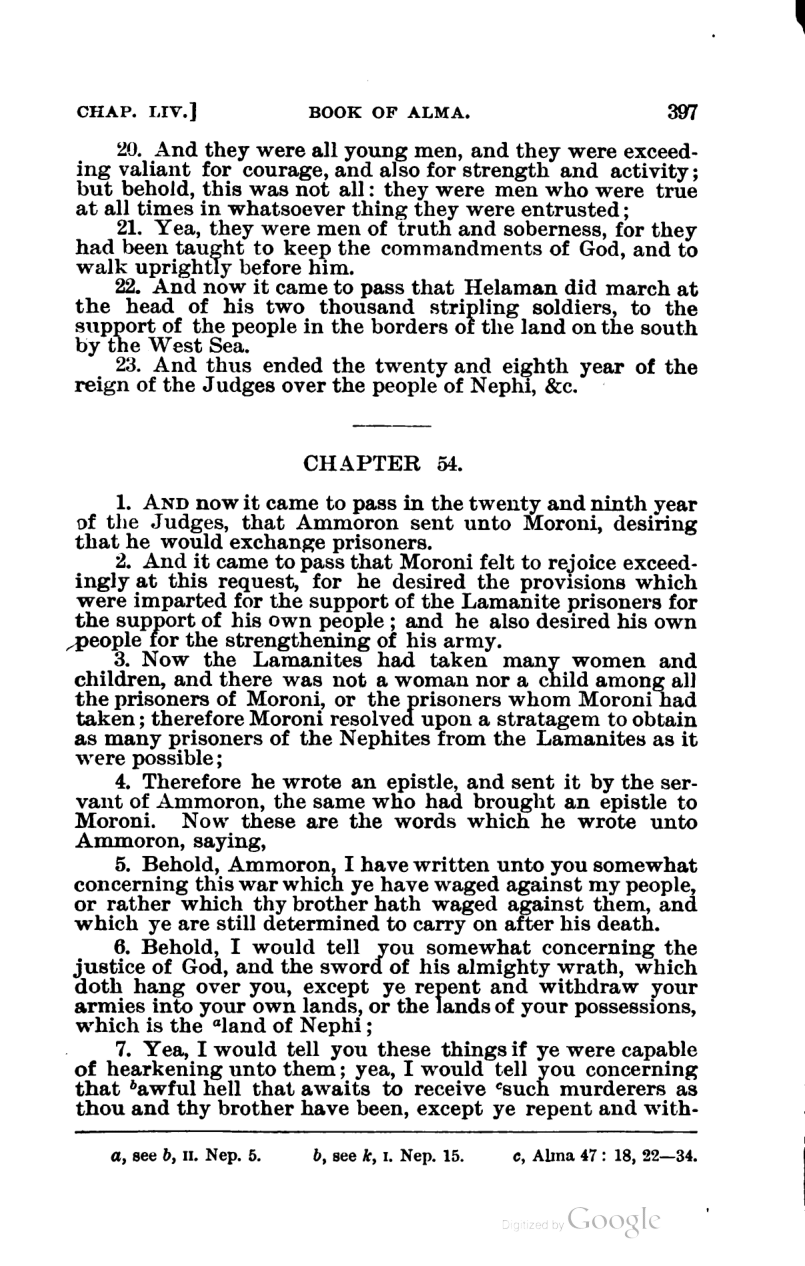 CHAP. LIV.] BOOK OF ALMA. 397
20. And they were all young men, and they were exceed-
ing valiant for courage, and also for strength and activity;
but behold, this was not all: they were men who were true
at all times in whatsoever thing they were entrusted;
21. Yea, they were men of truth and soberness, for they
had been taught to keep the commandments of God, and to
walk uprightly before him.
22. And now it came to pass that Helaman did march at
the head of his two thousand stripling soldiers, to the
support of the people in the borders of the land on the south
by the West Sea.
23. And thus ended the twenty and eighth year of the
reign of the Judges over the people of Nephi, &c.
CHAPTER 54.
1. AND now it came to pass in the twenty and ninth year
of the Judges, that Ammoron sent unto Moroni, desiring
that he would exchange prisoners.
2. And it came to pass that Moroni felt to rejoice exceed-
ingly at this request, for he desired the provisions which
were imparted for the support of the Lamanite prisoners for
the support of his own people; and he also desired his own
people for the strengthening of his army.
3. Now the Lamanites had taken many women and
children, and there was not a woman nor a child among all
the prisoners of Moroni, or the prisoners whom Moroni had
taken; therefore Moroni resolved upon a stratagem to obtain
as many prisoners of the Nephites from the Lamanites as it
were possible;
4. Therefore he wrote an epistle, and sent it by the ser-
vant of Ammoron, the same who had brought an epistle to
Moroni. Now these are the words which he wrote unto
Ammoron, saying,
5. Behold, Ammoron, I have written unto you somewhat
concerning this war which ye have waged against my people,
or rather which thy brother hath waged against them, and
which ye are still determined to carry on after his death.
6. Behold, I would tell you somewhat concerning the
justice of God, and the sword of his almighty wrath, which
doth hang over you, except ye repent and withdraw your
armies into your own lands, or the lands of your possessions,
which is the ᵃland of Nephi;
7. Yea, I would tell you these things if ye were capable
of hearkening unto them; yea, I would tell you concerning
that ᵇawful hell that awaits to receive ᶜsuch murderers as
thou and thy brother have been, except ye repent and with-
a, see b, II. Nep. 5. b, see k, I. Nep. 15. c, Alma 47: 18, 22—34.
Digitized by Google